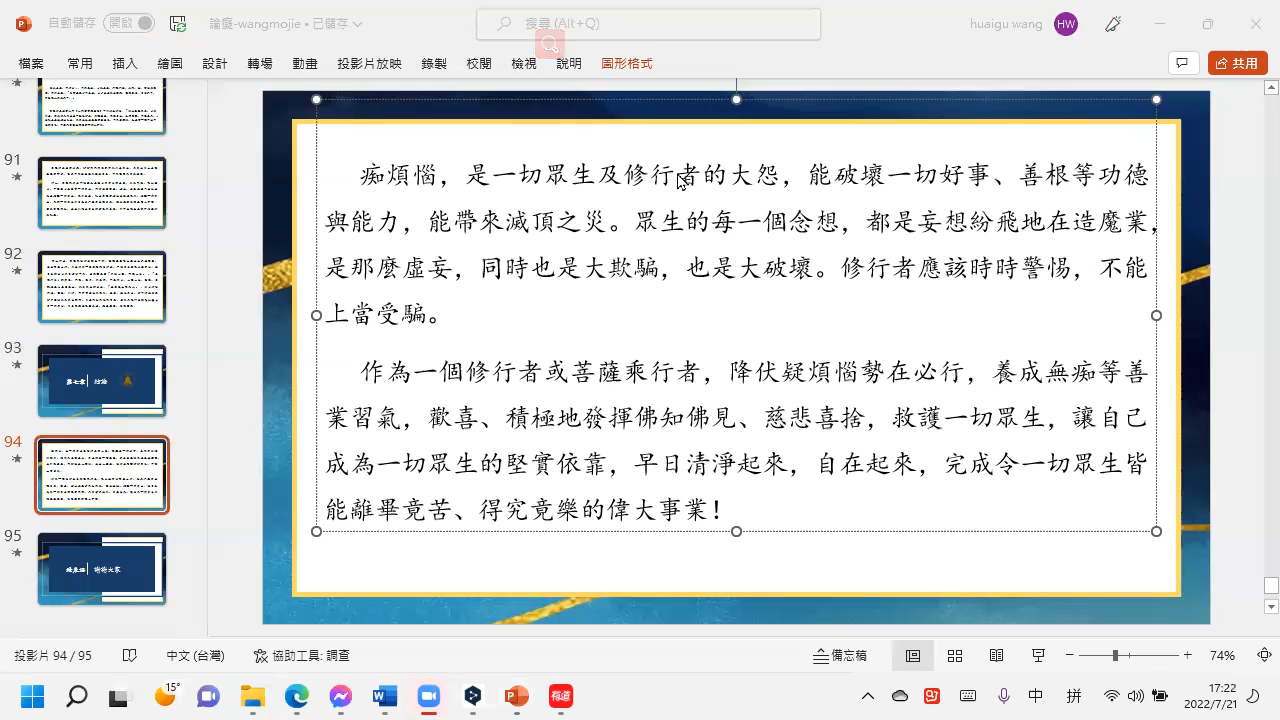 自動儲存 開啟 論癡-wangmojie • 已儲存 搜尋 (Alt+Q) huaigu wang HW
檔案 常用 插入 繪圖 設計 轉場 動畫 投影片放映 錄製 校閱 檢視 說明 圖形格式 共用
91
92
93
94
95
痴煩惱，是一切眾生及修行者的大怨，能破壞一切好事、善根等功德
與能力，能帶來滅頂之災。眾生的每一個念想，都是妄想紛飛地在造魔業，
是那麼虛妄，同時也是大欺騙，也是大破壞。修行者應該時時警惕，不能
上當受騙。
作為一個修行者或菩薩乘行者，降伏疑煩惱勢在必行，養成無痴等善
業習氣，歡喜、積極地發揮佛知佛見、慈悲喜捨，救護一切眾生，讓自己
成為一切眾生的堅實依靠，早日清淨起來，自在起來，完成令一切眾生皆
能離畢竟苦、得究竟樂的偉大事業！
投影片 94 / 95 中文 (台灣) 協助工具: 調查 備忘稿 74%
15° 中 拼 17:22
2022/7/21